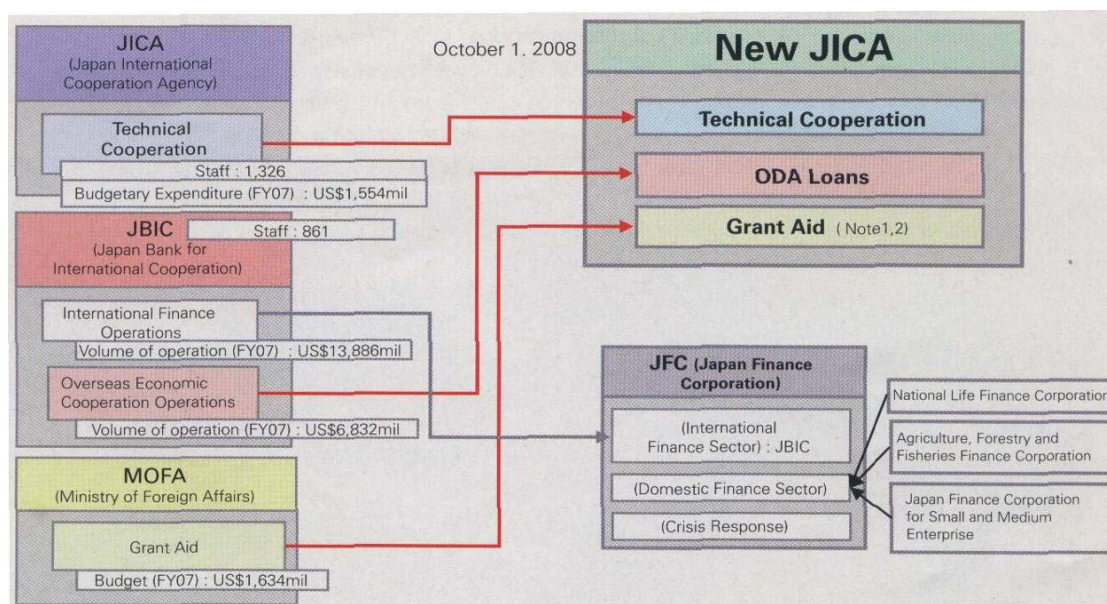 JICA
(Japan International
Cooperation Agency)
Technical
Cooperation
Staff : 1,326
Budgetary Expenditure (FY07) : US$1,554mil
JBIC
(Japan Bank for
International Cooperation)
Staff : 861
International Finance
Operations
Volume of operation (FY07) : US$13,886mil
Overseas Economic
Cooperation Operations
Volume of operation (FY07) : US$6,832mil
MOFA
(Ministry of Foreign Affairs)
Grant Aid
Budget (FY07) : US$1,634mil
October 1. 2008
New JICA
Technical Cooperation
ODA Loans
Grant Aid ( Note1,2)
JFC (Japan Finance
Corporation)
(International
Finance Sector) : JBIC
(Domestic Finance Sector)
(Crisis Response)
National Life Finance Corporation
Agriculture, Forestry and
Fisheries Finance Corporation
Japan Finance Corporation
for Small and Medium
Enterprise